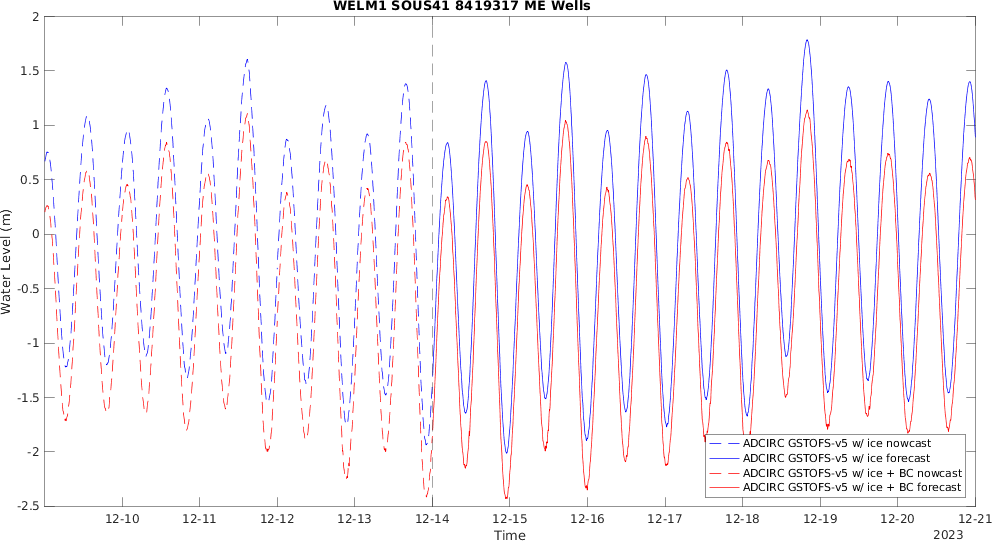 WELM1 SOUS41 8419317 ME Wells
2
1.5
1
0.5
0
-0.5
-1
-1.5
-2
-2.5
Water Level (m)
ADCIRC GSTOFS-v5 w/ ice nowcast
ADCIRC GSTOFS-v5 w/ ice forecast
ADCIRC GSTOFS-v5 w/ ice + BC nowcast
ADCIRC GSTOFS-v5 w/ ice + BC forecast
12-10 12-11 12-12 12-13 12-14 12-15 12-16 12-17 12-18 12-19 12-20 12-21
Time
2023